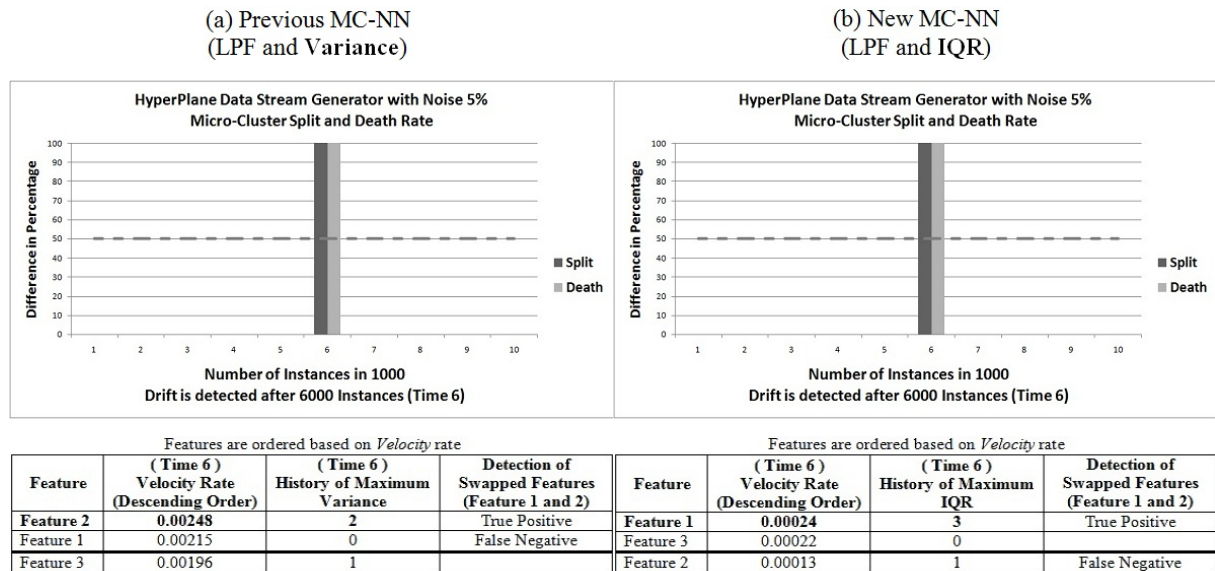 (a) Previous MC-NN
(LPF and Variance)
HyperPlane Data Stream Generator with Noise 5%
Micro-Cluster Split and Death Rate
Difference in Percentage
100
90
80
70
60
50
40
30
20
10
0
1 2 3 4 5 6 7 8 9 10
Split
Death
Number of Instances in 1000
Drift is detected after 6000 Instances (Time 6)
Features are ordered based on Velocity rate
Feature | ( Time 6 ) Velocity Rate (Descending Order) | ( Time 6 ) History of Maximum Variance | Detection of Swapped Features (Feature 1 and 2)
Feature 2 | 0.00248 | 2 | True Positive
Feature 1 | 0.00215 | 0 | False Negative
Feature 3 | 0.00196 | 1
(b) New MC-NN
(LPF and IQR)
HyperPlane Data Stream Generator with Noise 5%
Micro-Cluster Split and Death Rate
Difference in Percentage
100
90
80
70
60
50
40
30
20
10
0
1 2 3 4 5 6 7 8 9 10
Split
Death
Number of Instances in 1000
Drift is detected after 6000 Instances (Time 6)
Features are ordered based on Velocity rate
Feature | ( Time 6 ) Velocity Rate (Descending Order) | ( Time 6 ) History of Maximum IQR | Detection of Swapped Features (Feature 1 and 2)
Feature 1 | 0.00024 | 3 | True Positive
Feature 3 | 0.00022 | 0
Feature 2 | 0.00013 | 1 | False Negative